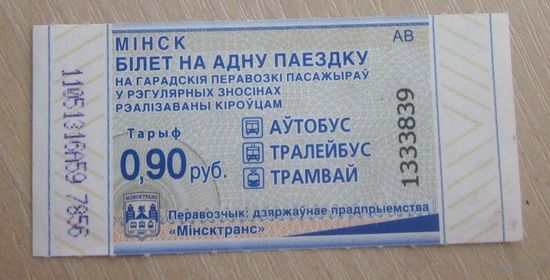 МІНСК
АВ
БІЛЕТ НА АДНУ ПАЕЗДКУ
НА ГАРАДСКІЯ ПЕРАВОЗКІ ПАСАЖЫРАЎ
У РЭГУЛЯРНЫХ ЗНОСІНАХ
РЭАЛІЗАВАНЫ КІРОЎЦАМ
Тарыф
0,90 руб.
АЎТОБУС
ТРАЛЕЙБУС
ТРАМВАЙ
1333839
МІНСКТРАНС
Перавозчык: дзяржаўнае прадпрыемства
«Мінсктранс»